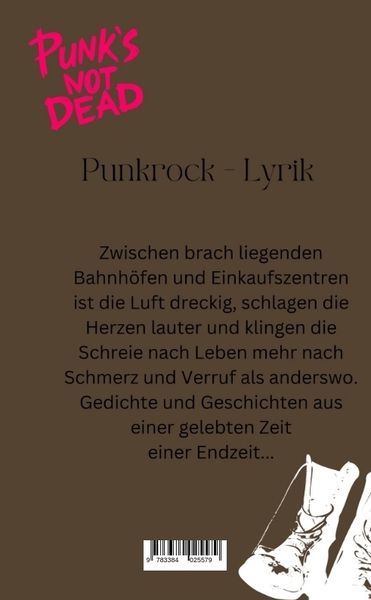 PUNK'S
NOT
DEAD
Punkrock - Lyrik
Zwischen brach liegenden
Bahnhöfen und Einkaufszentren
ist die Luft dreckig, schlagen die
Herzen lauter und klingen die
Schreie nach Leben mehr nach
Schmerz und Verruf als anderswo.
Gedichte und Geschichten aus
einer gelebten Zeit
einer Endzeit...
9 783384 025579